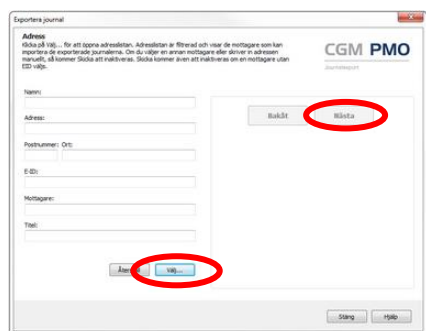 Exportera journal
Adress
Klicka på Välj... för att öppna adresslistan. Adresslistan är filtrerad och visar de mottagare som kan
importera de exporterade journalerna. Om du väljer en annan mottagare eller skriver in adressen
manuellt, så kommer Skicka att inaktiveras. Skicka kommer även att inaktiveras om en mottagare utan
EID väljs.
CGM PMO
Journalexport
Namn:
Adress:
Bakåt
Nästa
Postnummer: Ort:
E-ID:
Mottagare:
Titel:
Välj...
Stäng
Hjälp